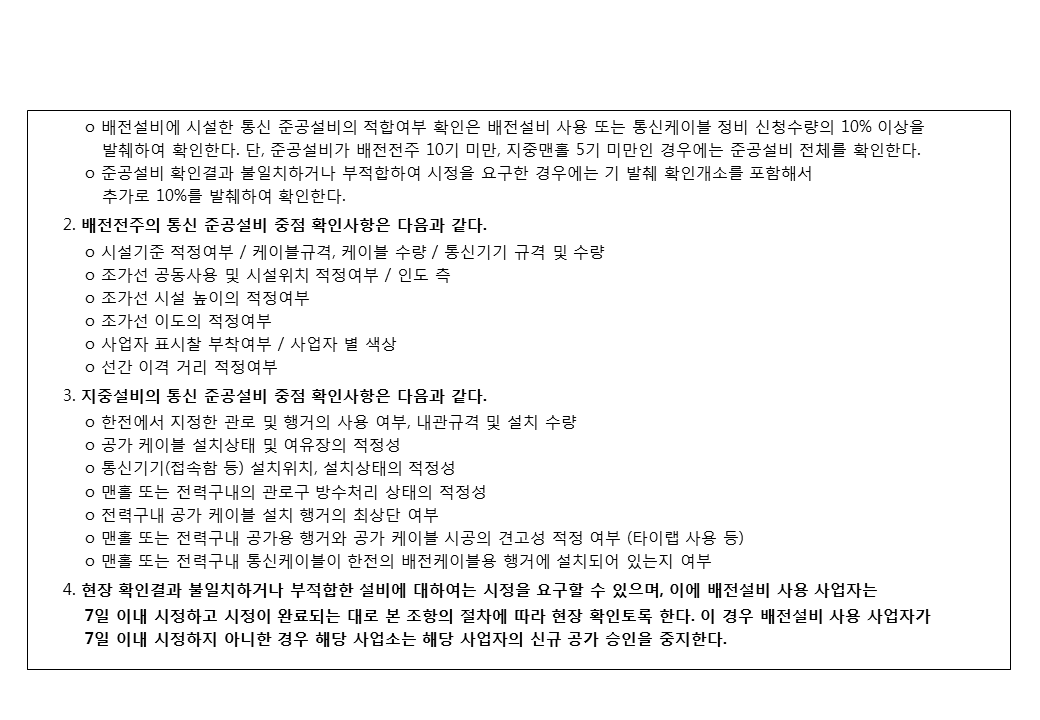 ο 배전설비에 시설한 통신 준공설비의 적합여부 확인은 배전설비 사용 또는 통신케이블 정비 신청수량의 10% 이상을
발췌하여 확인한다. 단, 준공설비가 배전전주 10기 미만, 지중맨홀 5기 미만인 경우에는 준공설비 전체를 확인한다.
ο 준공설비 확인결과 불일치하거나 부적합하여 시정을 요구한 경우에는 기 발췌 확인개소를 포함해서
추가로 10%를 발췌하여 확인한다.
2. 배전전주의 통신 준공설비 중점 확인사항은 다음과 같다.
ο 시설기준 적정여부 / 케이블규격, 케이블 수량 / 통신기기 규격 및 수량
ο 조가선 공동사용 및 시설위치 적정여부 / 인도 측
ο 조가선 시설 높이의 적정여부
ο 조가선 이도의 적정여부
ο 사업자 표시찰 부착여부 / 사업자 별 색상
ο 선간 이격 거리 적정여부
3. 지중설비의 통신 준공설비 중점 확인사항은 다음과 같다.
ο 한전에서 지정한 관로 및 행거의 사용 여부, 내관규격 및 설치 수량
ο 공가 케이블 설치상태 및 여유장의 적정성
ο 통신기기(접속함 등) 설치위치, 설치상태의 적정성
ο 맨홀 또는 전력구내의 관로구 방수처리 상태의 적정성
ο 전력구내 공가 케이블 설치 행거의 최상단 여부
ο 맨홀 또는 전력구내 공가용 행거와 공가 케이블 시공의 견고성 적정 여부 (타이랩 사용 등)
ο 맨홀 또는 전력구내 통신케이블이 한전의 배전케이블용 행거에 설치되어 있는지 여부
4. 현장 확인결과 불일치하거나 부적합한 설비에 대하여는 시정을 요구할 수 있으며, 이에 배전설비 사용 사업자는
7일 이내 시정하고 시정이 완료되는 대로 본 조항의 절차에 따라 현장 확인토록 한다. 이 경우 배전설비 사용 사업자가
7일 이내 시정하지 아니한 경우 해당 사업소는 해당 사업자의 신규 공가 승인을 중지한다.